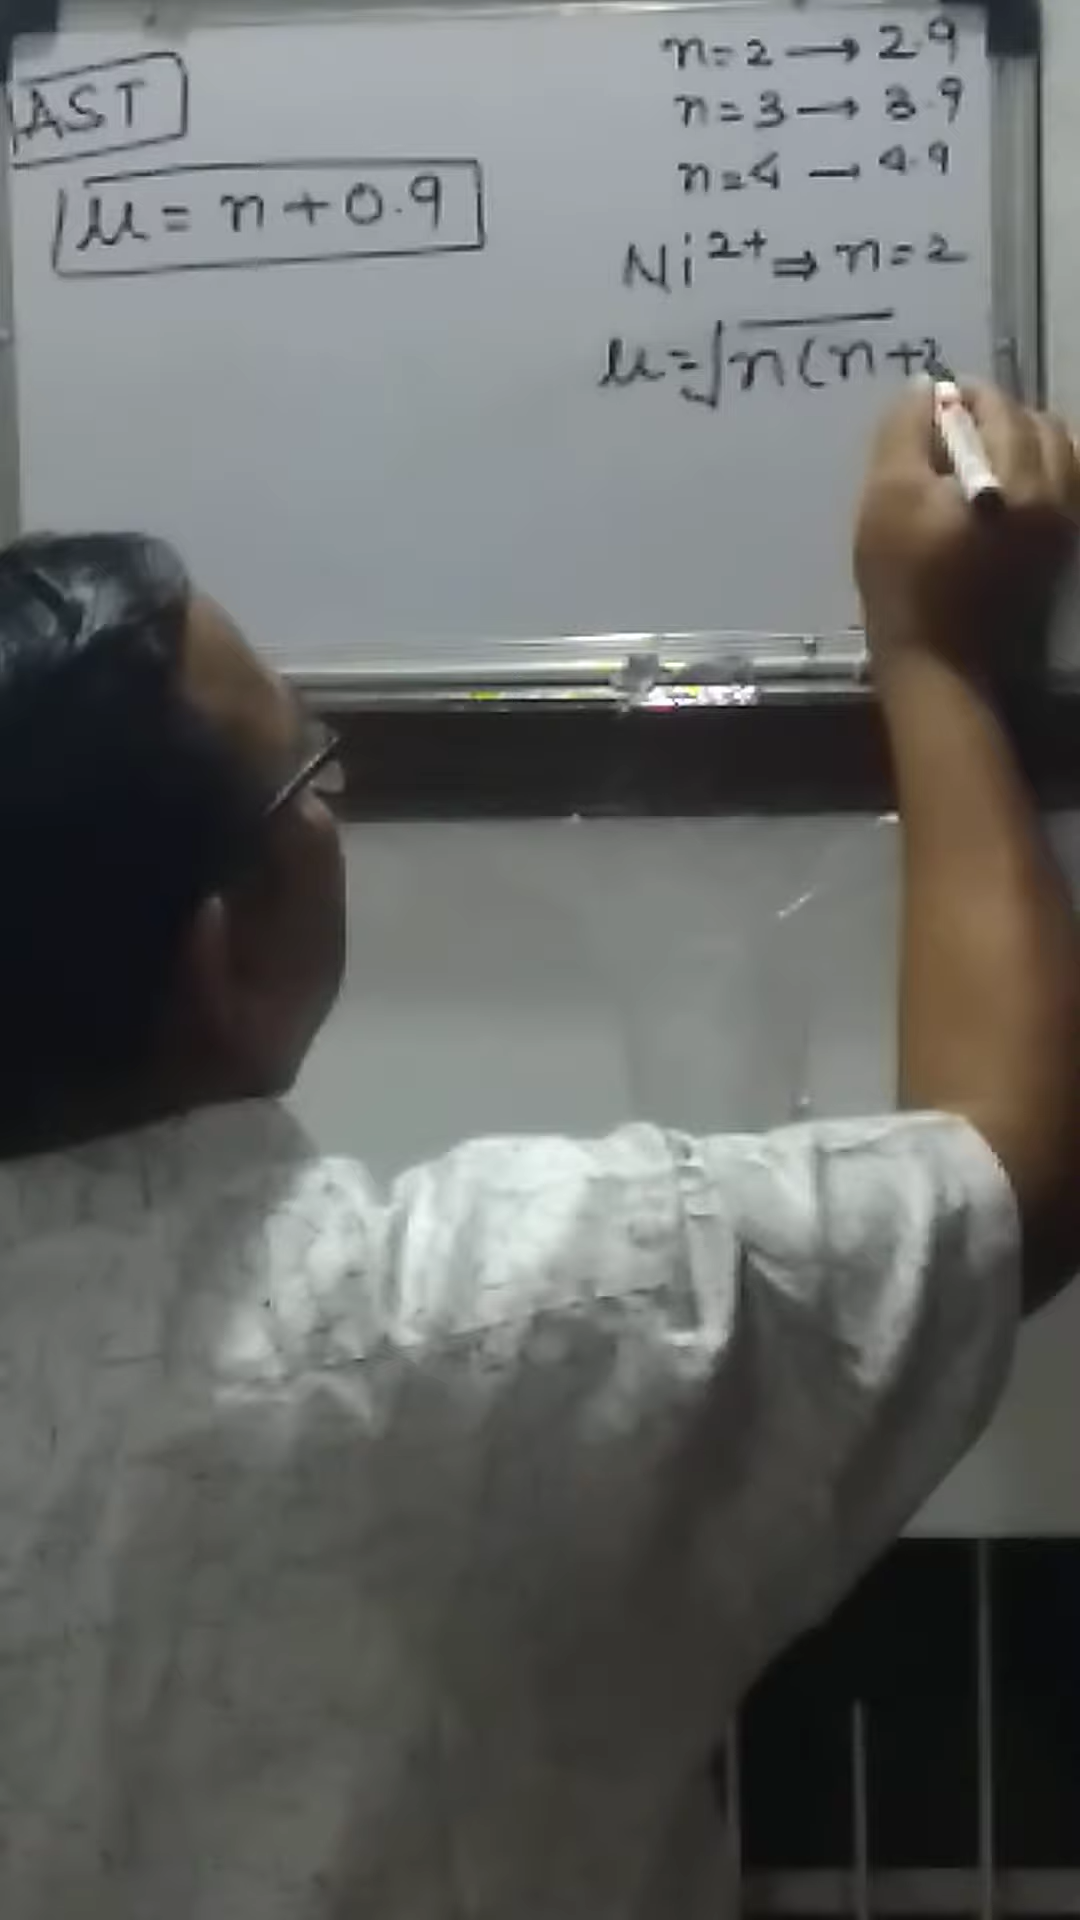 AST
μ = n + 0.9
n = 2 → 2.9
n = 3 → 3.9
n = 4 → 4.9
Ni²⁺ ⇒ n = 2
μ = √n(n+2